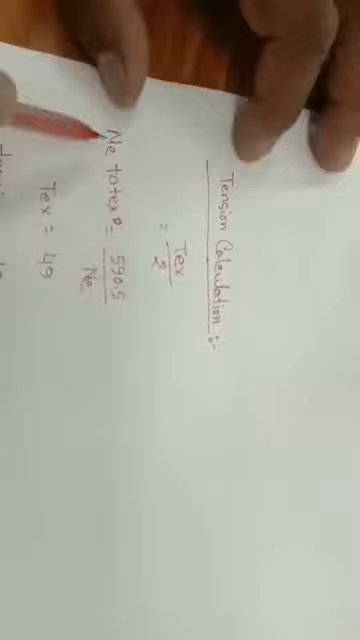 Tension Calculation :-
= Tex / 2
Ne to tex = 590.5 / Ne
Tex = 49